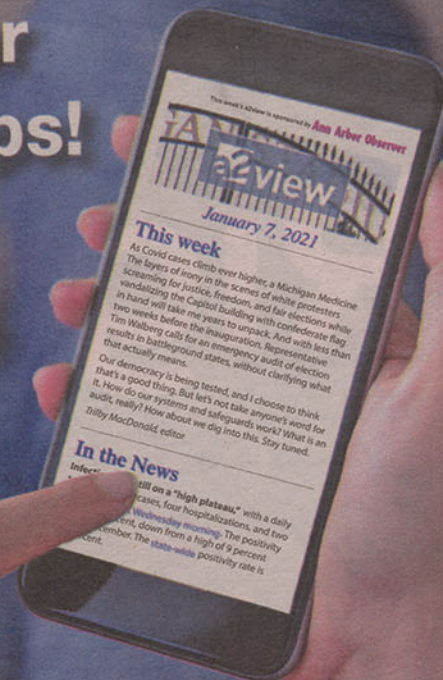 r
ps!
This week's a2view is sponsored by Ann Arbor Observer
a2view
January 7, 2021
This week
As Covid cases climb ever higher, a Michigan Medicine
The layers of irony in the scenes of white protesters
screaming for justice, freedom, and fair elections while
vandalizing the Capitol building with confederate flag
in hand will take me years to unpack. And with less than
two weeks before the inauguration, Representative
Tim Walberg calls for an emergency audit of election
results in battleground states, without clarifying what
that actually means.
Our democracy is being tested, and I choose to think
that's a good thing. But let's not take anyone's word for
it. How do our systems and safeguards work? What is an
audit, really? How about we dig into this. Stay tuned.
Trilby MacDonald, editor
In the News
Infecti till on a "high plateau," with a daily
cases, four hospitalizations, and two
Wednesday morning. The positivity
cent, down from a high of 9 percent
cember. The state-wide positivity rate is
cent.